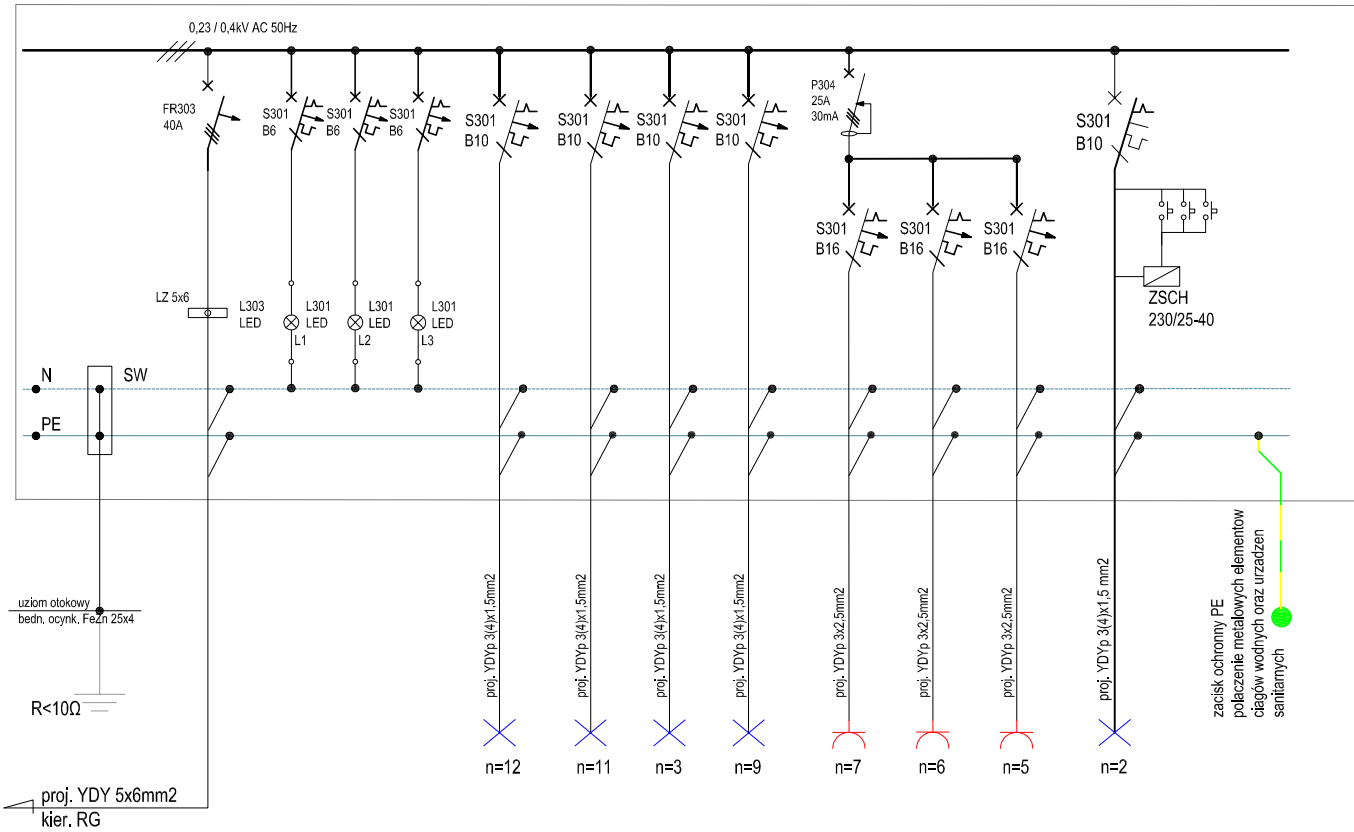 0,23 / 0,4kV AC 50Hz
FR303
40A
S301
B6
S301
B6
S301
B6
S301
B10
S301
B10
S301
B10
S301
B10
P304
25A
30mA
S301
B10
S301
B16
S301
B16
S301
B16
ZSCH
230/25-40
LZ 5x6
L303
LED
L301
LED
L301
LED
L301
LED
L1
L2
L3
N
SW
PE
uziom otokowy
bedn. ocynk. FeZn 25x4
R<10Ω
proj. YDYp 3(4)x1,5mm2
proj. YDYp 3(4)x1,5mm2
proj. YDYp 3(4)x1,5mm2
proj. YDYp 3(4)x1,5mm2
proj. YDYp 3x2,5mm2
proj. YDYp 3x2,5mm2
proj. YDYp 3x2,5mm2
proj. YDYp 3(4)x1,5 mm2
zacisk ochronny PE
polaczenie metalowych elementow
ciagów wodnych oraz urzadzen
sanitarnych
n=12
n=11
n=3
n=9
n=7
n=6
n=5
n=2
proj. YDY 5x6mm2
kier. RG